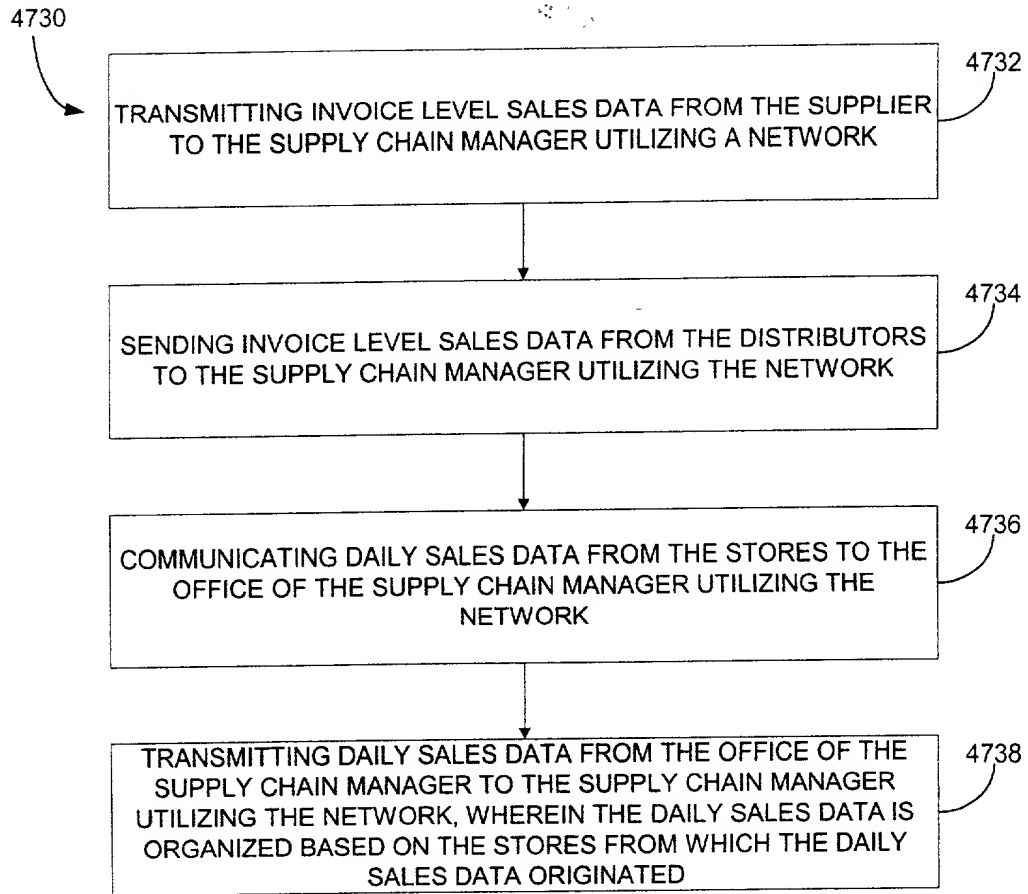 4730
4732
TRANSMITTING INVOICE LEVEL SALES DATA FROM THE SUPPLIER
TO THE SUPPLY CHAIN MANAGER UTILIZING A NETWORK
4734
SENDING INVOICE LEVEL SALES DATA FROM THE DISTRIBUTORS
TO THE SUPPLY CHAIN MANAGER UTILIZING THE NETWORK
4736
COMMUNICATING DAILY SALES DATA FROM THE STORES TO THE
OFFICE OF THE SUPPLY CHAIN MANAGER UTILIZING THE
NETWORK
4738
TRANSMITTING DAILY SALES DATA FROM THE OFFICE OF THE
SUPPLY CHAIN MANAGER TO THE SUPPLY CHAIN MANAGER
UTILIZING THE NETWORK, WHEREIN THE DAILY SALES DATA IS
ORGANIZED BASED ON THE STORES FROM WHICH THE DAILY
SALES DATA ORIGINATED